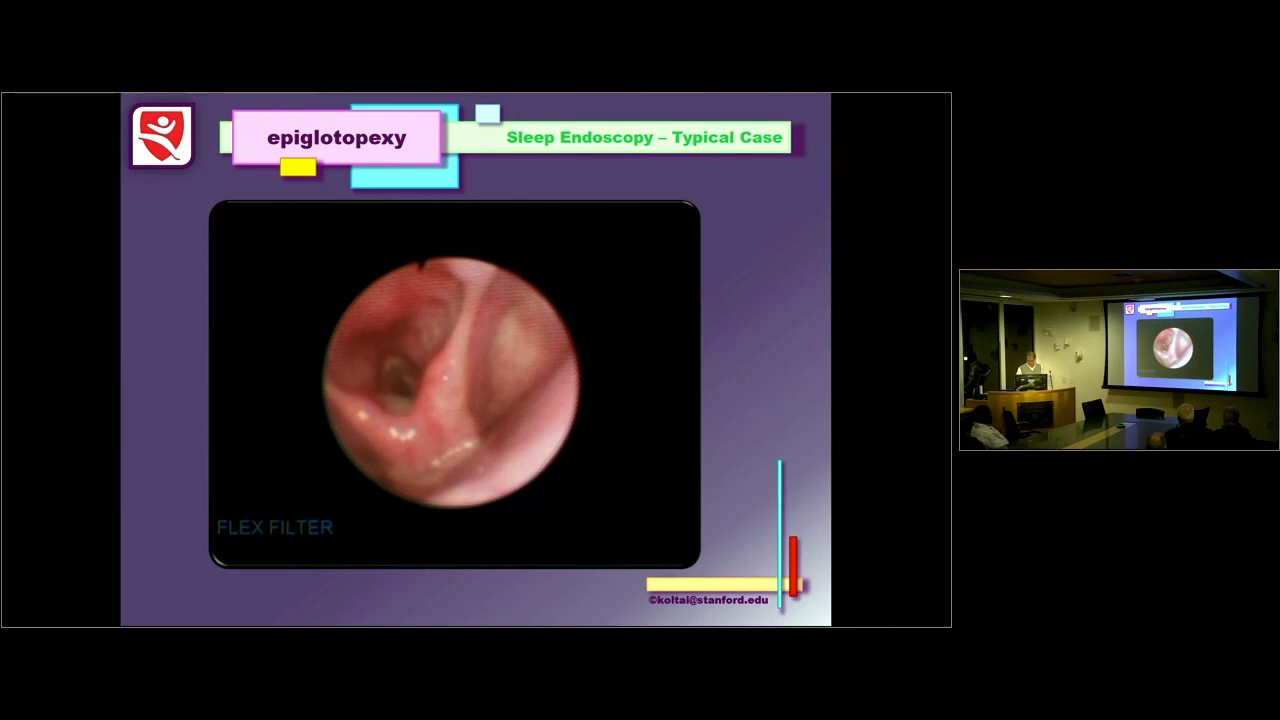 epiglotopexy
Sleep Endoscopy – Typical Case
FLEX FILTER
©koltai@stanford.edu